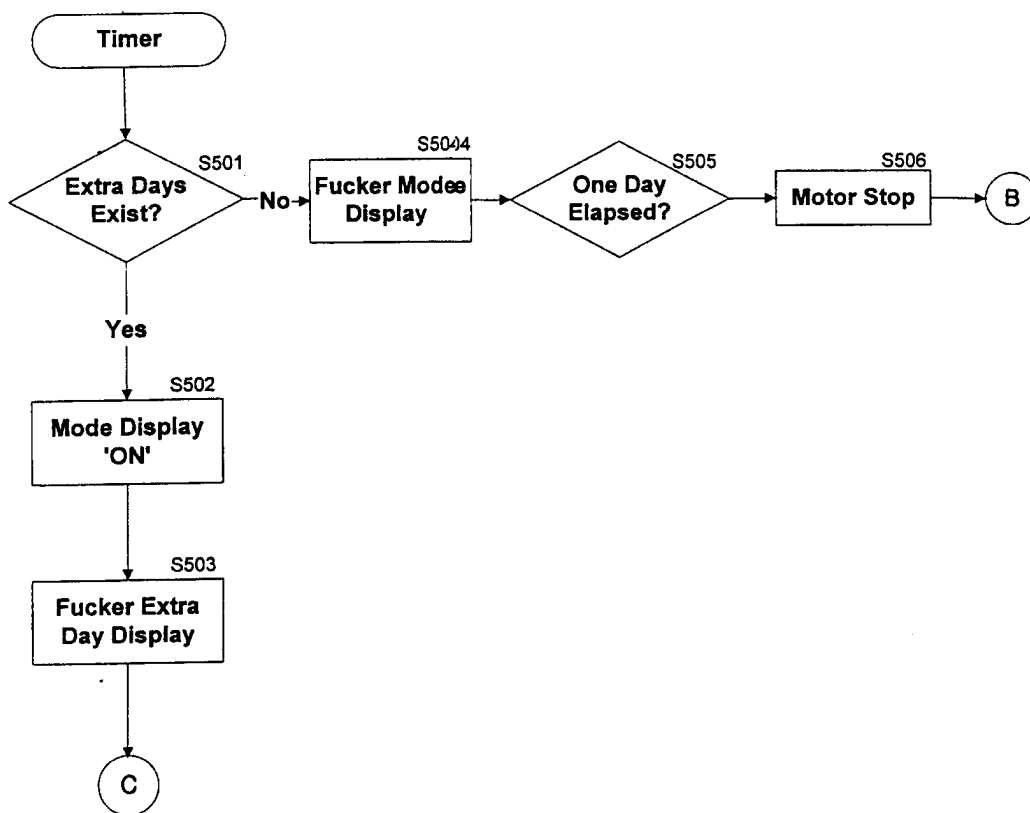 Timer
S501
Extra Days
Exist?
No
S5044
Fucker Modee
Display
S505
One Day
Elapsed?
S506
Motor Stop
B
Yes
S502
Mode Display
'ON'
S503
Fucker Extra
Day Display
C